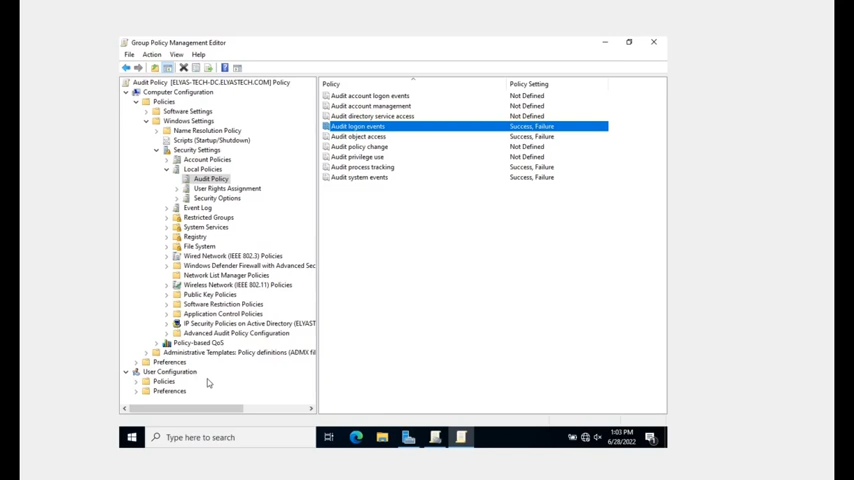 Group Policy Management Editor
File Action View Help
Audit Policy [ELYAS-TECH-DC.ELYASTECH.COM] Policy
Computer Configuration
Policies
Software Settings
Windows Settings
Name Resolution Policy
Scripts (Startup/Shutdown)
Security Settings
Account Policies
Local Policies
Audit Policy
User Rights Assignment
Security Options
Event Log
Restricted Groups
System Services
Registry
File System
Wired Network (IEEE 802.3) Policies
Windows Defender Firewall with Advanced Sec
Network List Manager Policies
Wireless Network (IEEE 802.11) Policies
Public Key Policies
Software Restriction Policies
Application Control Policies
IP Security Policies on Active Directory (ELYAST
Advanced Audit Policy Configuration
Policy-based QoS
Administrative Templates: Policy definitions (ADMX fil
Preferences
User Configuration
Policies
Preferences
Policy Policy Setting
Audit account logon events Not Defined
Audit account management Not Defined
Audit directory service access Not Defined
Audit logon events Success, Failure
Audit object access Success, Failure
Audit policy change Not Defined
Audit privilege use Not Defined
Audit process tracking Success, Failure
Audit system events Success, Failure
Type here to search
1:03 PM
6/28/2022